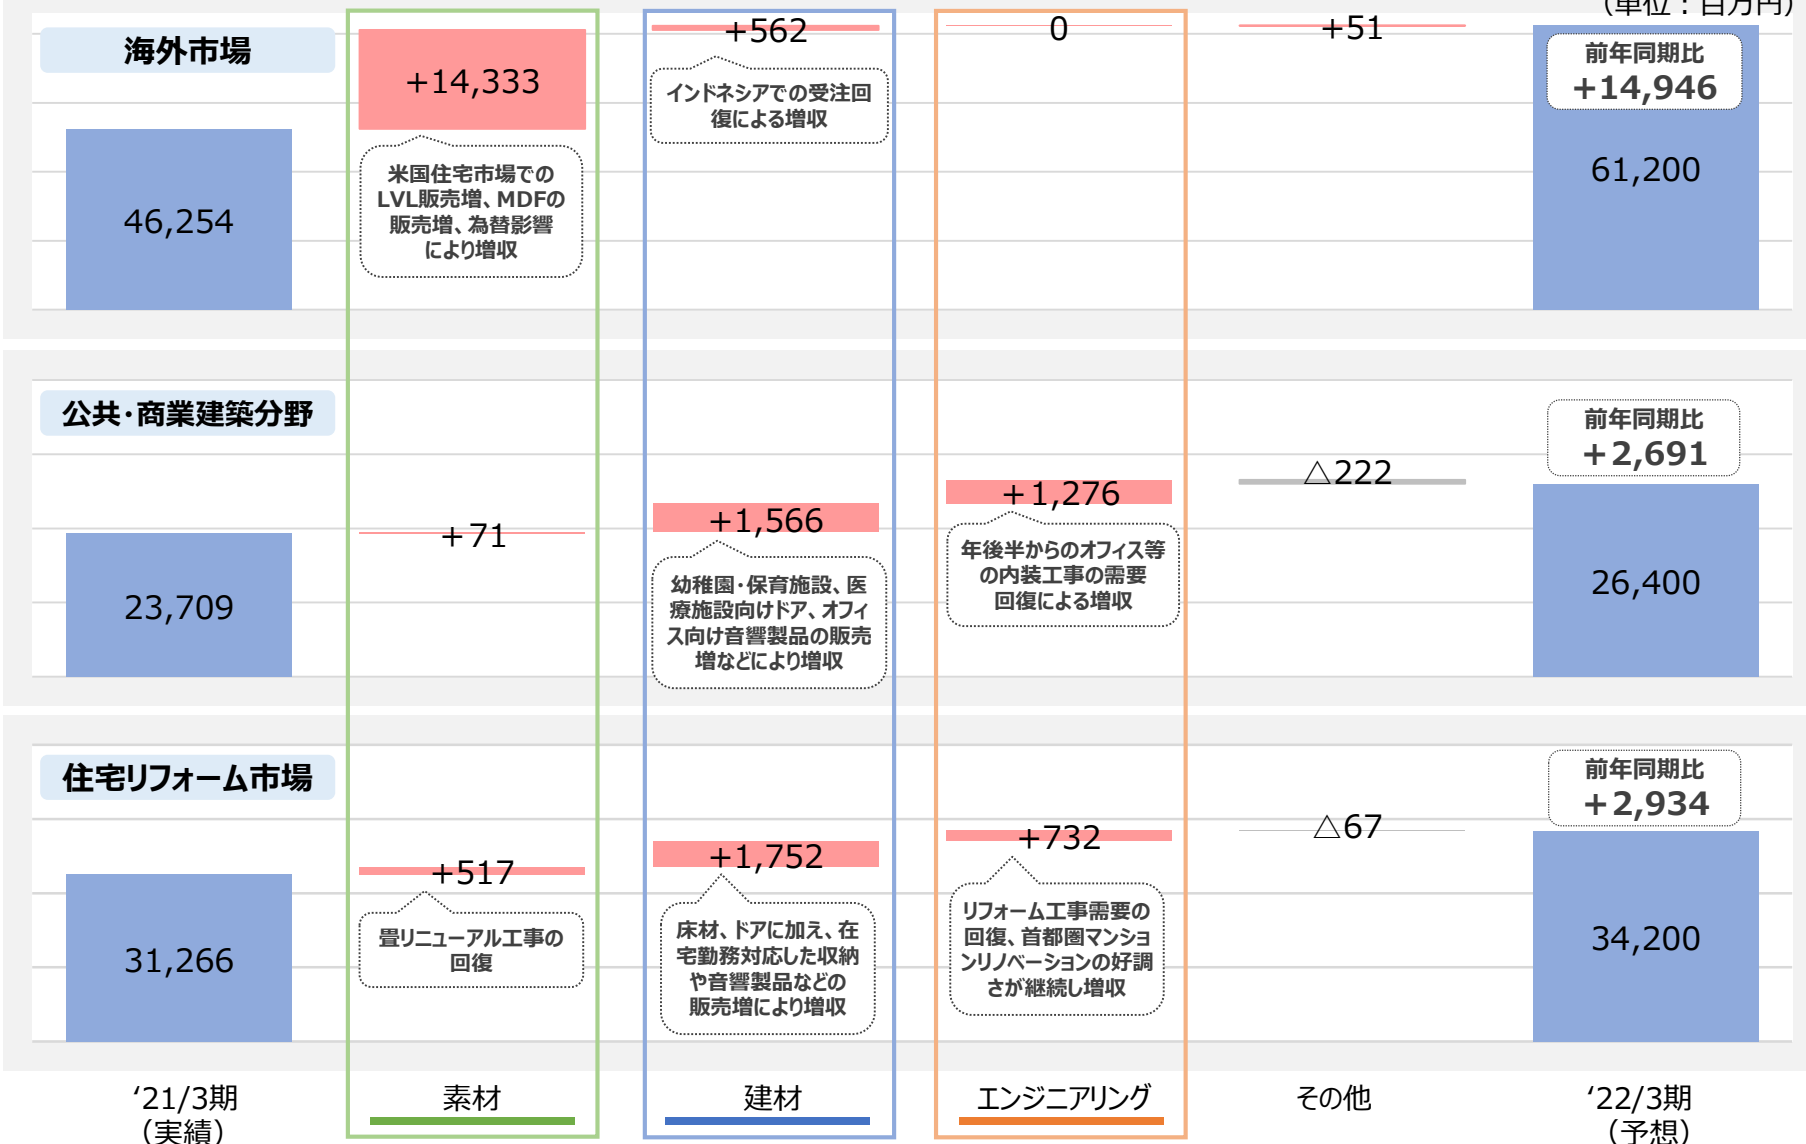 （単位：百万円）
海外市場
46,254
+14,333
米国住宅市場での
LVL販売増、MDFの
販売増、為替影響
により増収
+562
インドネシアでの受注回
復による増収
0
+51
前年同期比
+14,946
61,200
公共・商業建築分野
23,709
+71
+1,566
幼稚園・保育施設、医
療施設向けドア、オフィ
ス向け音響製品の販売
増などにより増収
+1,276
年後半からのオフィス等
の内装工事の需要
回復による増収
△222
前年同期比
+2,691
26,400
住宅リフォーム市場
31,266
+517
畳リニューアル工事の
回復
+1,752
床材、ドアに加え、在
宅勤務対応した収納
や音響製品などの
販売増により増収
+732
リフォーム工事需要の
回復、首都圏マンショ
ンリノベーションの好調
さが継続し増収
△67
前年同期比
+2,934
34,200
‘21/3期
（実績）
素材
建材
エンジニアリング
その他
‘22/3期
（予想）